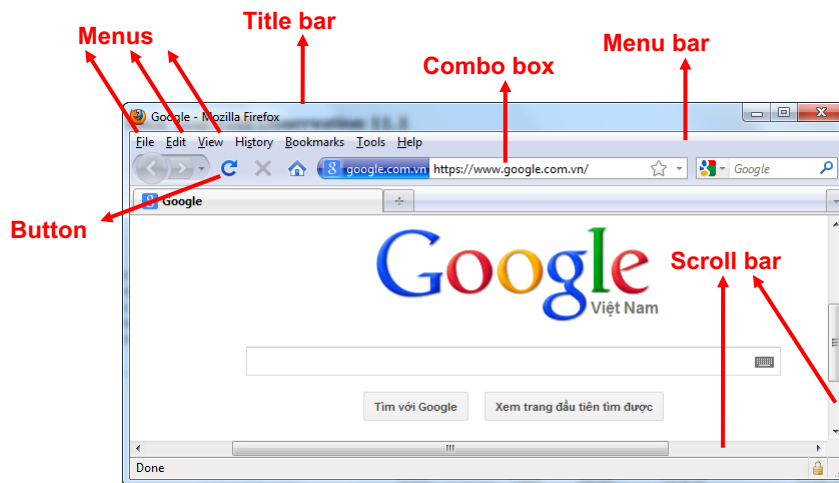 Title bar
Menus
Menu bar
Combo box
Google - Mozilla Firefox
File Edit View History Bookmarks Tools Help
google.com.vn https://www.google.com.vn/ Google
Google
Button
Google
Scroll bar
Việt Nam
Tìm với Google Xem trang đầu tiên tìm được
Done